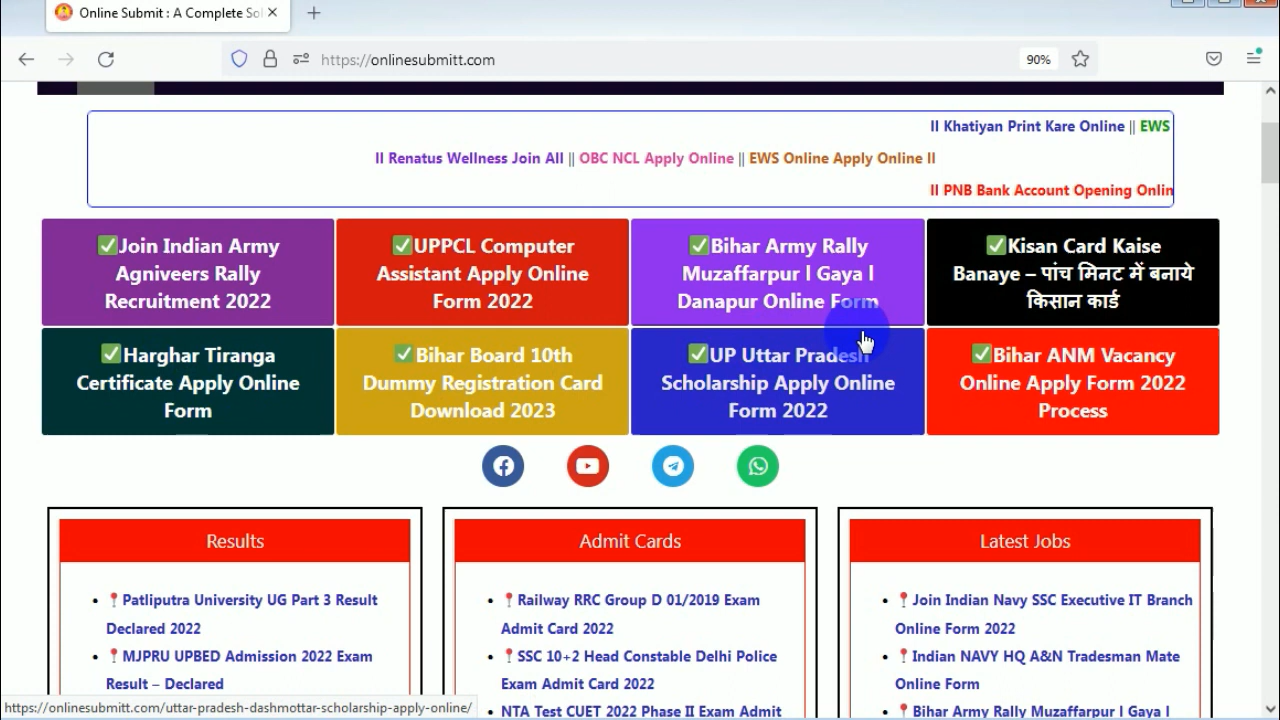 Online Submit : A Complete Sol
https://onlinesubmitt.com
90%
II Khatiyan Print Kare Online || EWS
II Renatus Wellness Join All || OBC NCL Apply Online || EWS Online Apply Online II
II PNB Bank Account Opening Onlin
✅Join Indian Army
Agniveers Rally
Recruitment 2022
✅UPPCL Computer
Assistant Apply Online
Form 2022
✅Bihar Army Rally
Muzaffarpur l Gaya l
Danapur Online Form
✅Kisan Card Kaise
Banaye – पांच मिनट में बनाये
किसान कार्ड
✅Harghar Tiranga
Certificate Apply Online
Form
✅Bihar Board 10th
Dummy Registration Card
Download 2023
✅UP Uttar Pradesh
Scholarship Apply Online
Form 2022
✅Bihar ANM Vacancy
Online Apply Form 2022
Process
Results
• 📍Patliputra University UG Part 3 Result
Declared 2022
• 📍MJPRU UPBED Admission 2022 Exam
Result – Declared
Admit Cards
• 📍Railway RRC Group D 01/2019 Exam
Admit Card 2022
• 📍SSC 10+2 Head Constable Delhi Police
Exam Admit Card 2022
• NTA Test CUET 2022 Phase II Exam Admit
Latest Jobs
• 📍Join Indian Navy SSC Executive IT Branch
Online Form 2022
• 📍Indian NAVY HQ A&N Tradesman Mate
Online Form
• 📍Bihar Army Rally Muzaffarpur l Gaya l
https://onlinesubmitt.com/uttar-pradesh-dashmottar-scholarship-apply-online/